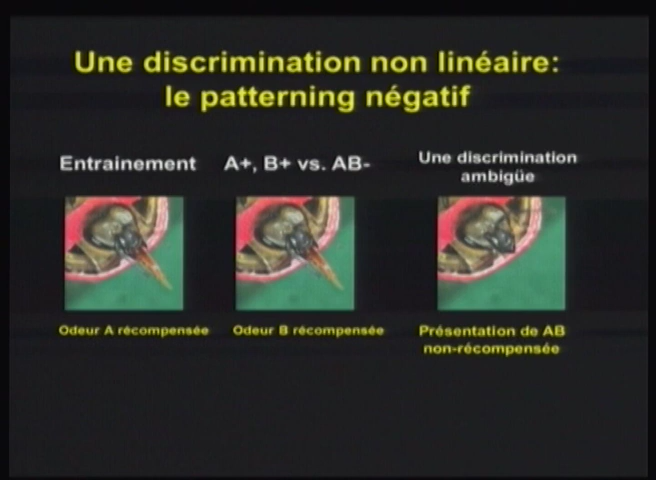 Une discrimination non linéaire:
le patterning négatif
Entrainement A+, B+ vs. AB-
Une discrimination
ambigüe
Odeur A récompensée
Odeur B récompensée
Présentation de AB
non-récompensée